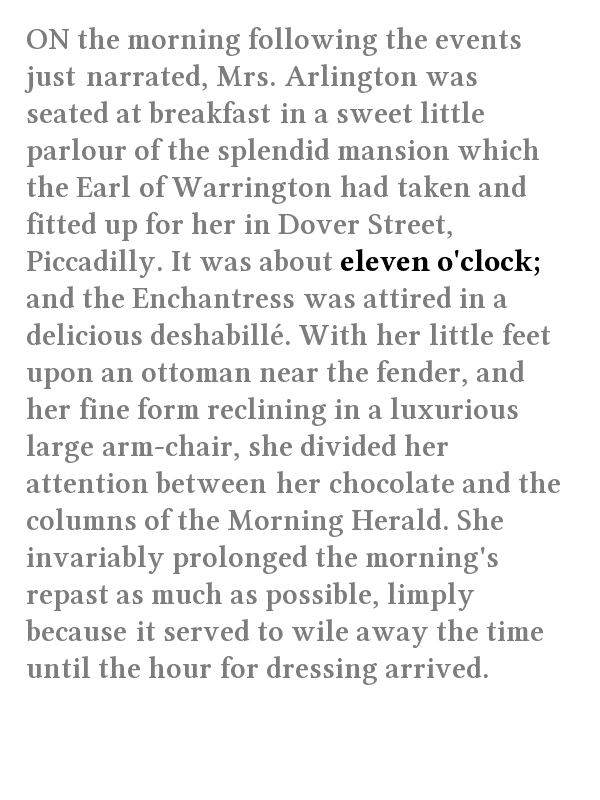 ON the morning following the events
just narrated, Mrs. Arlington was
seated at breakfast in a sweet little
parlour of the splendid mansion which
the Earl of Warrington had taken and
fitted up for her in Dover Street,
Piccadilly. It was about eleven o'clock;
and the Enchantress was attired in a
delicious deshabillé. With her little feet
upon an ottoman near the fender, and
her fine form reclining in a luxurious
large arm-chair, she divided her
attention between her chocolate and the
columns of the Morning Herald. She
invariably prolonged the morning's
repast as much as possible, limply
because it served to wile away the time
until the hour for dressing arrived.